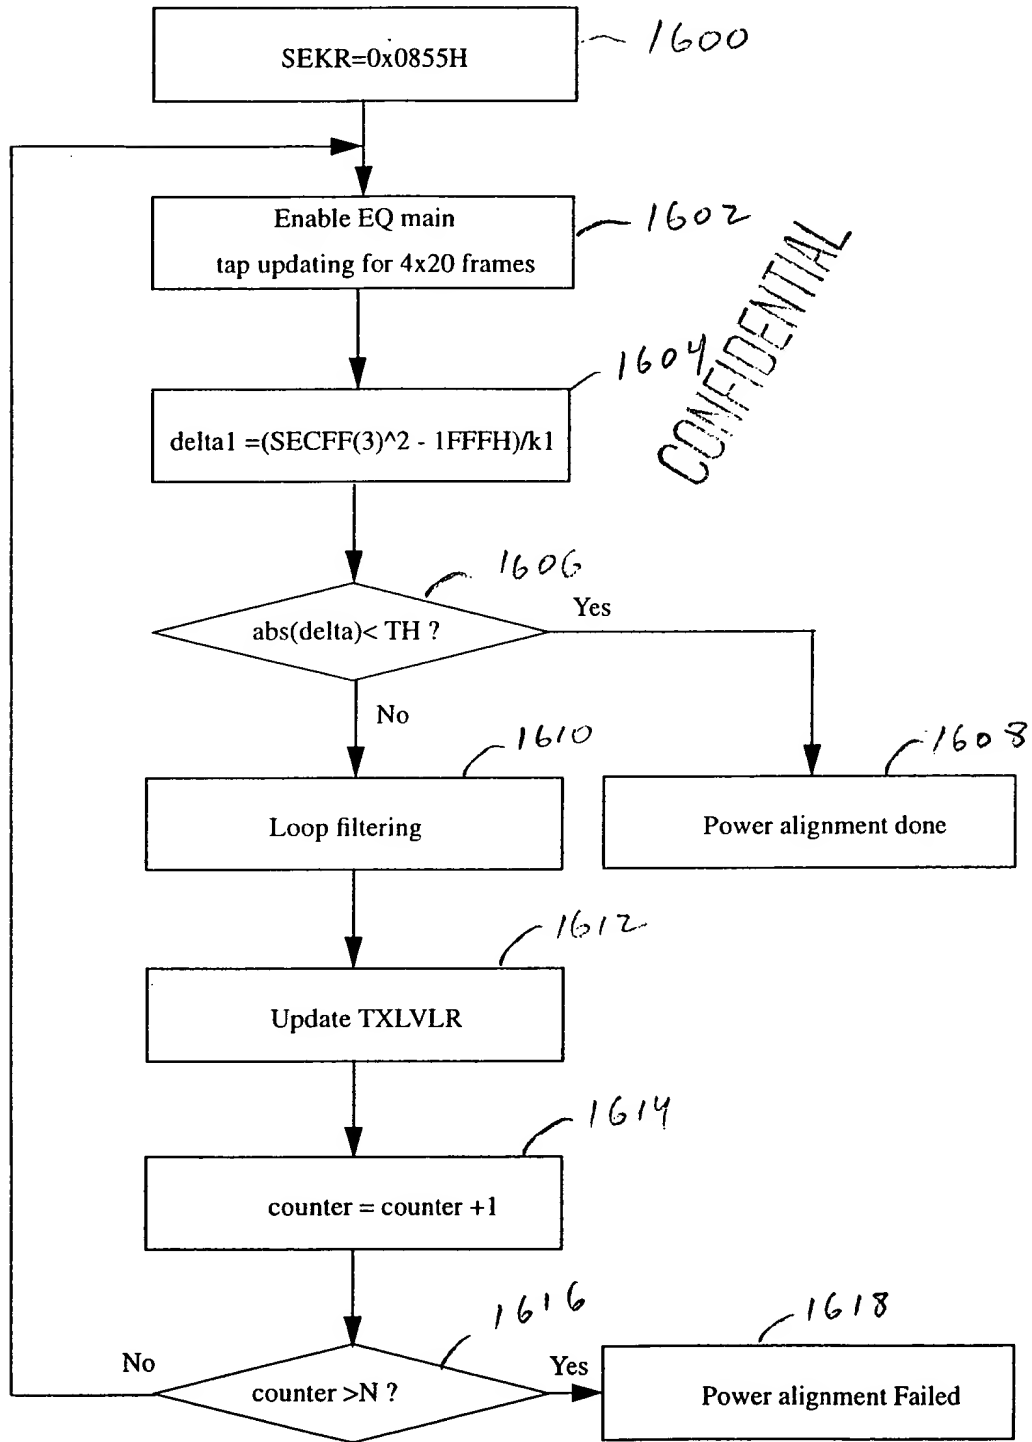 SEKR=0x0855H
1600
Enable EQ main
tap updating for 4x20 frames
1602
CONFIDENTIAL
1604
delta1 =(SECFF(3)^2 - 1FFFH)/k1
1606
abs(delta)< TH ?
Yes
No
1610
1608
Loop filtering
Power alignment done
1612
Update TXLVLR
1614
counter = counter +1
1616
1618
No
counter >N ?
Yes
Power alignment Failed